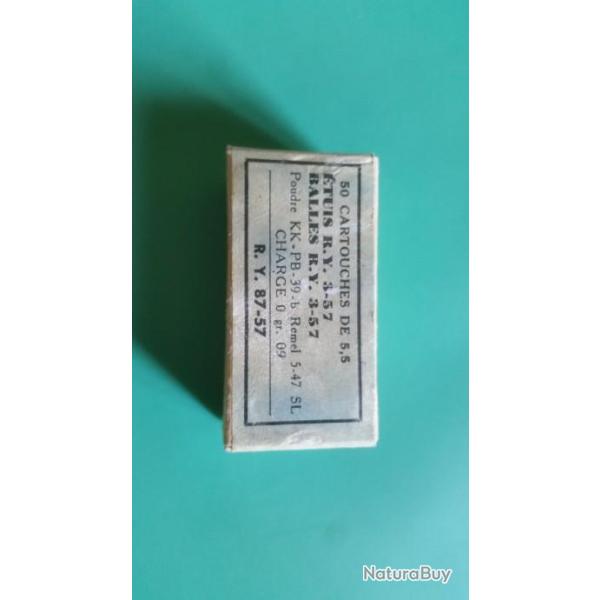 50 CARTOUCHES DE 5,5
ÉTUIS R.Y. 3-57
BALLES R.Y. 3-57
Poudre KK-PB-39-b Remel 5-47 SL
CHARGE 0 gr. 09
R. Y. 87-57
NaturaBuy